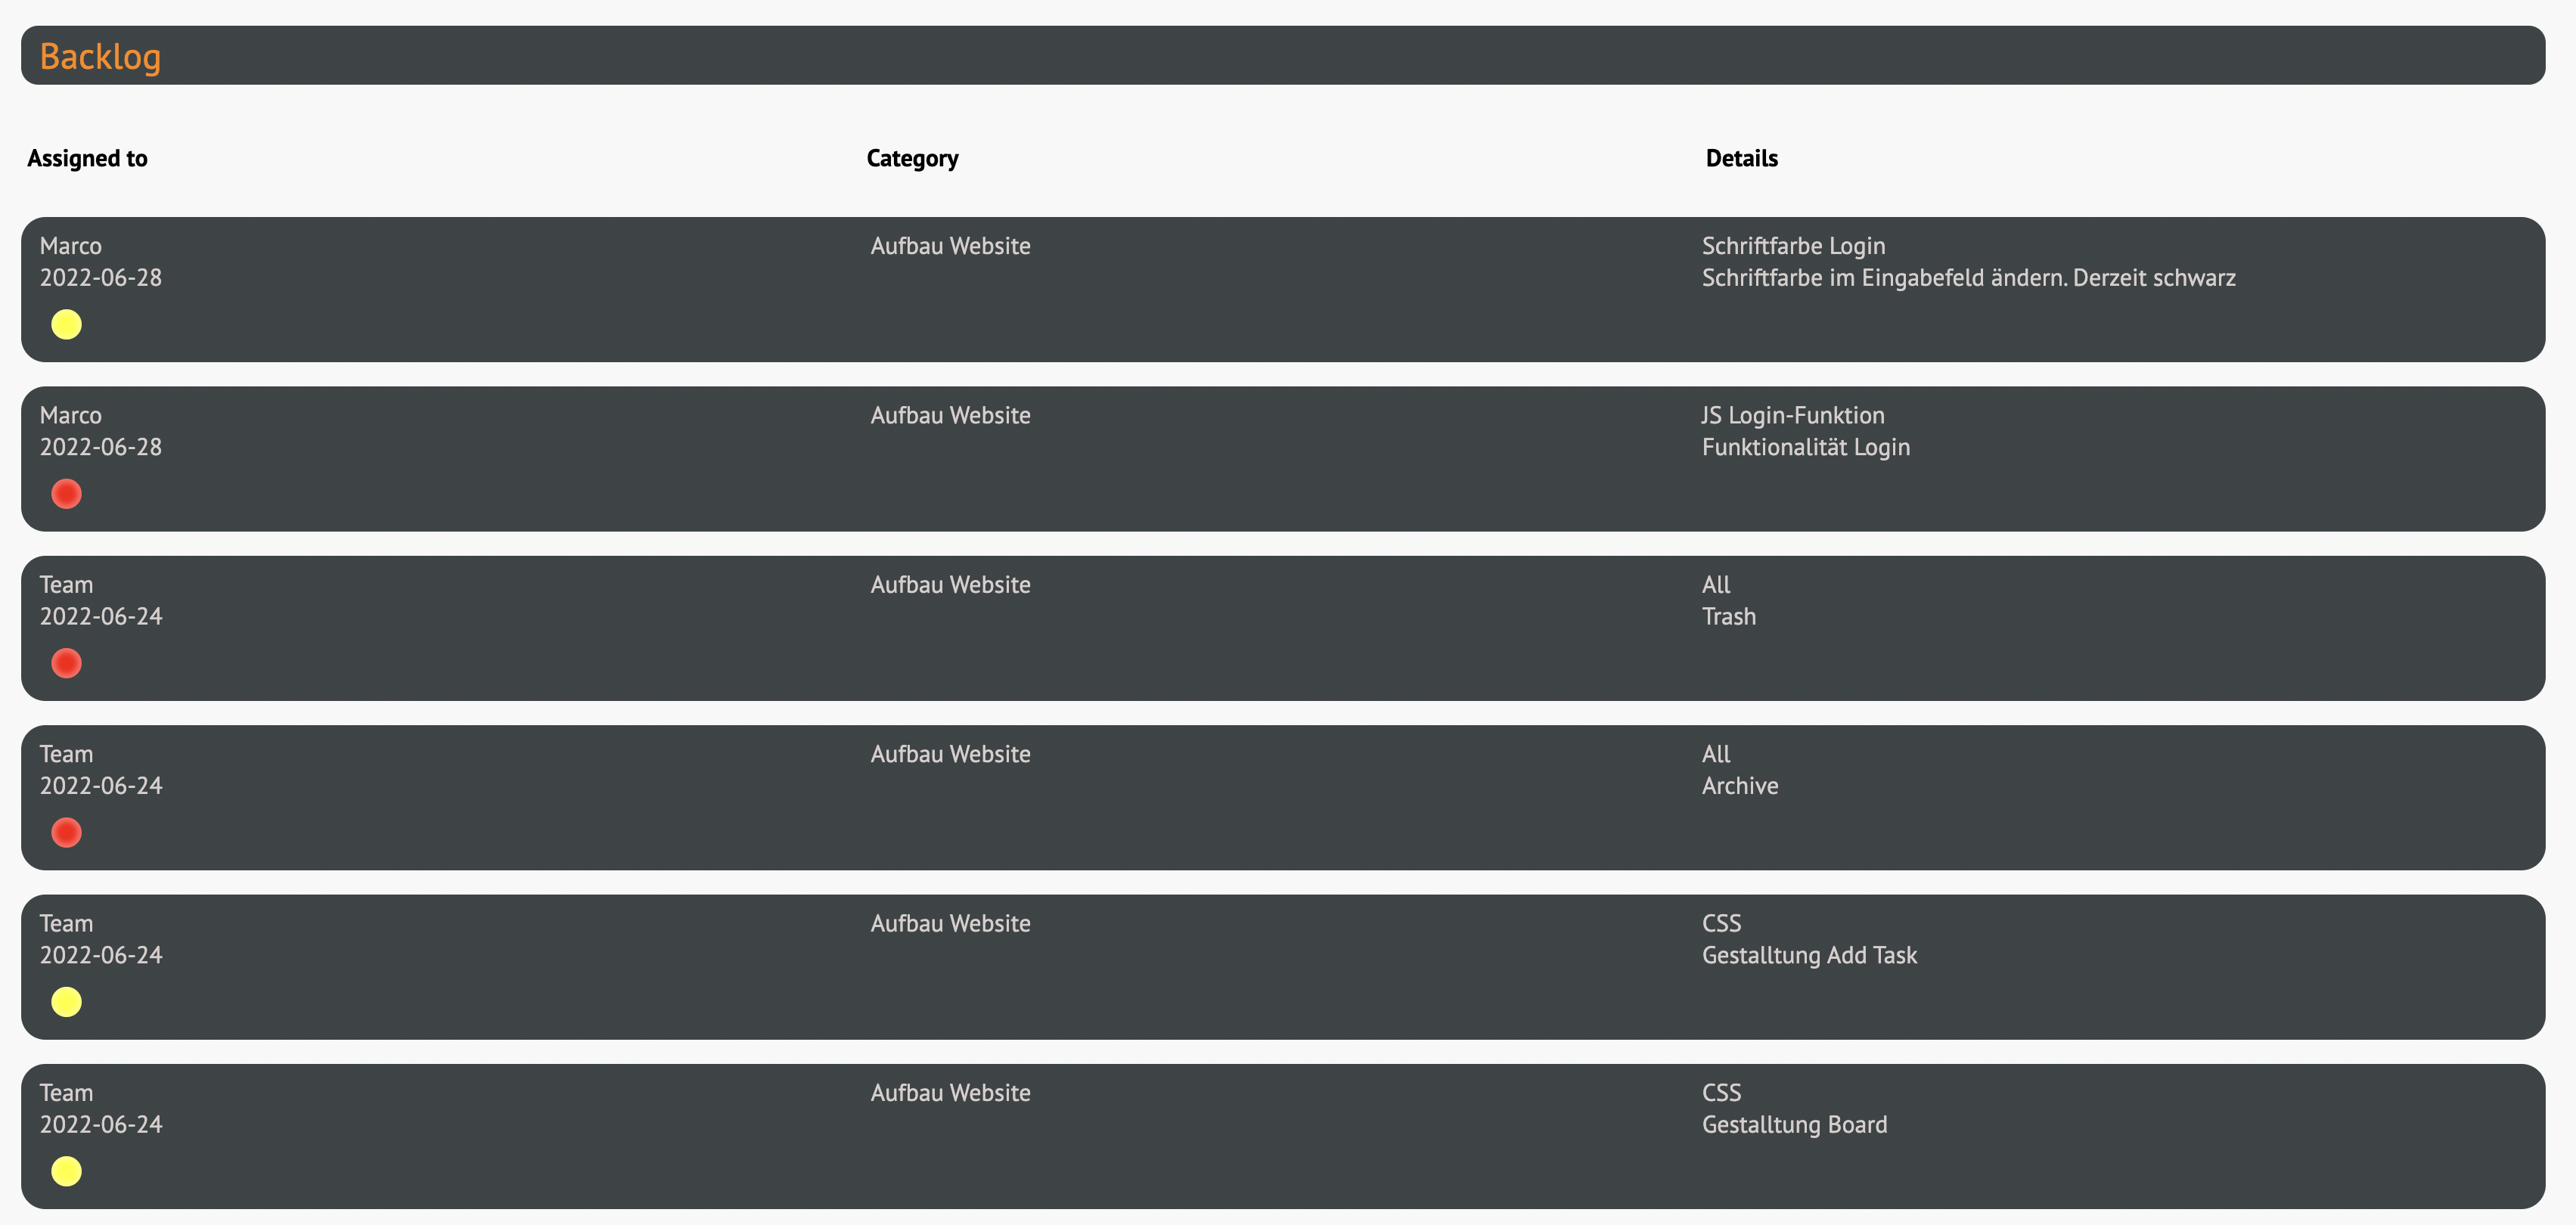 Backlog
Assigned to Category Details
Marco Aufbau Website Schriftfarbe Login
2022-06-28 Schriftfarbe im Eingabefeld ändern. Derzeit schwarz
Marco Aufbau Website JS Login-Funktion
2022-06-28 Funktionalität Login
Team Aufbau Website All
2022-06-24 Trash
Team Aufbau Website All
2022-06-24 Archive
Team Aufbau Website CSS
2022-06-24 Gestalltung Add Task
Team Aufbau Website CSS
2022-06-24 Gestalltung Board